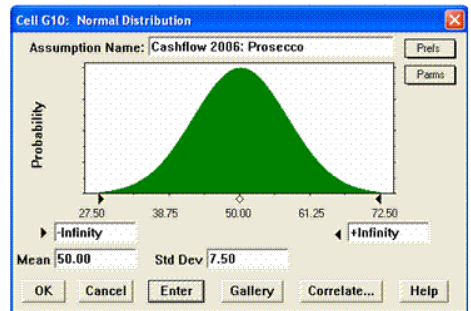 Cell G10: Normal Distribution
Assumption Name: Cashflow 2006: Prosecco
Prefs
Parms
Probability
27.50 38.75 50.00 61.25 72.50
-Infinity +Infinity
Mean 50.00 Std Dev 7.50
OK Cancel Enter Gallery Correlate... Help